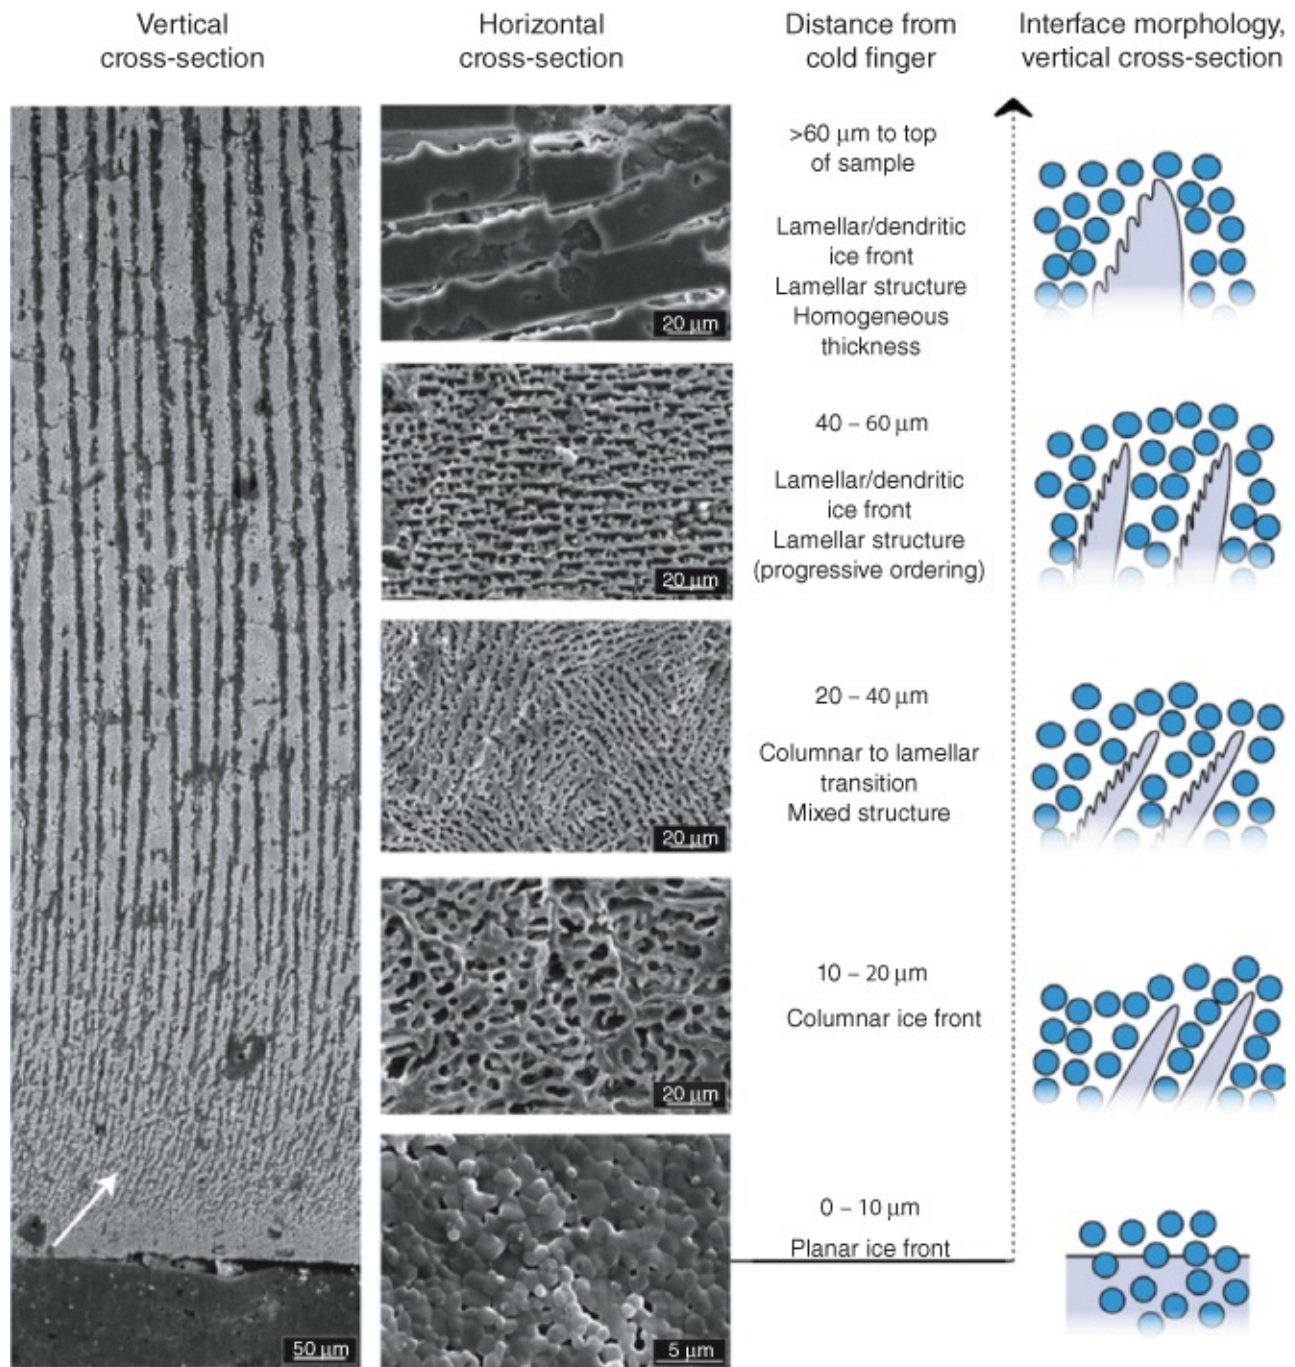 Vertical
cross-section
Horizontal
cross-section
Distance from
cold finger
Interface morphology,
vertical cross-section
>60 μm to top
of sample
Lamellar/dendritic
ice front
Lamellar structure
Homogeneous
thickness
20 μm
40 – 60 μm
Lamellar/dendritic
ice front
Lamellar structure
(progressive ordering)
20 μm
20 – 40 μm
Columnar to lamellar
transition
Mixed structure
20 μm
10 – 20 μm
Columnar ice front
20 μm
0 – 10 μm
Planar ice front
50 μm
5 μm